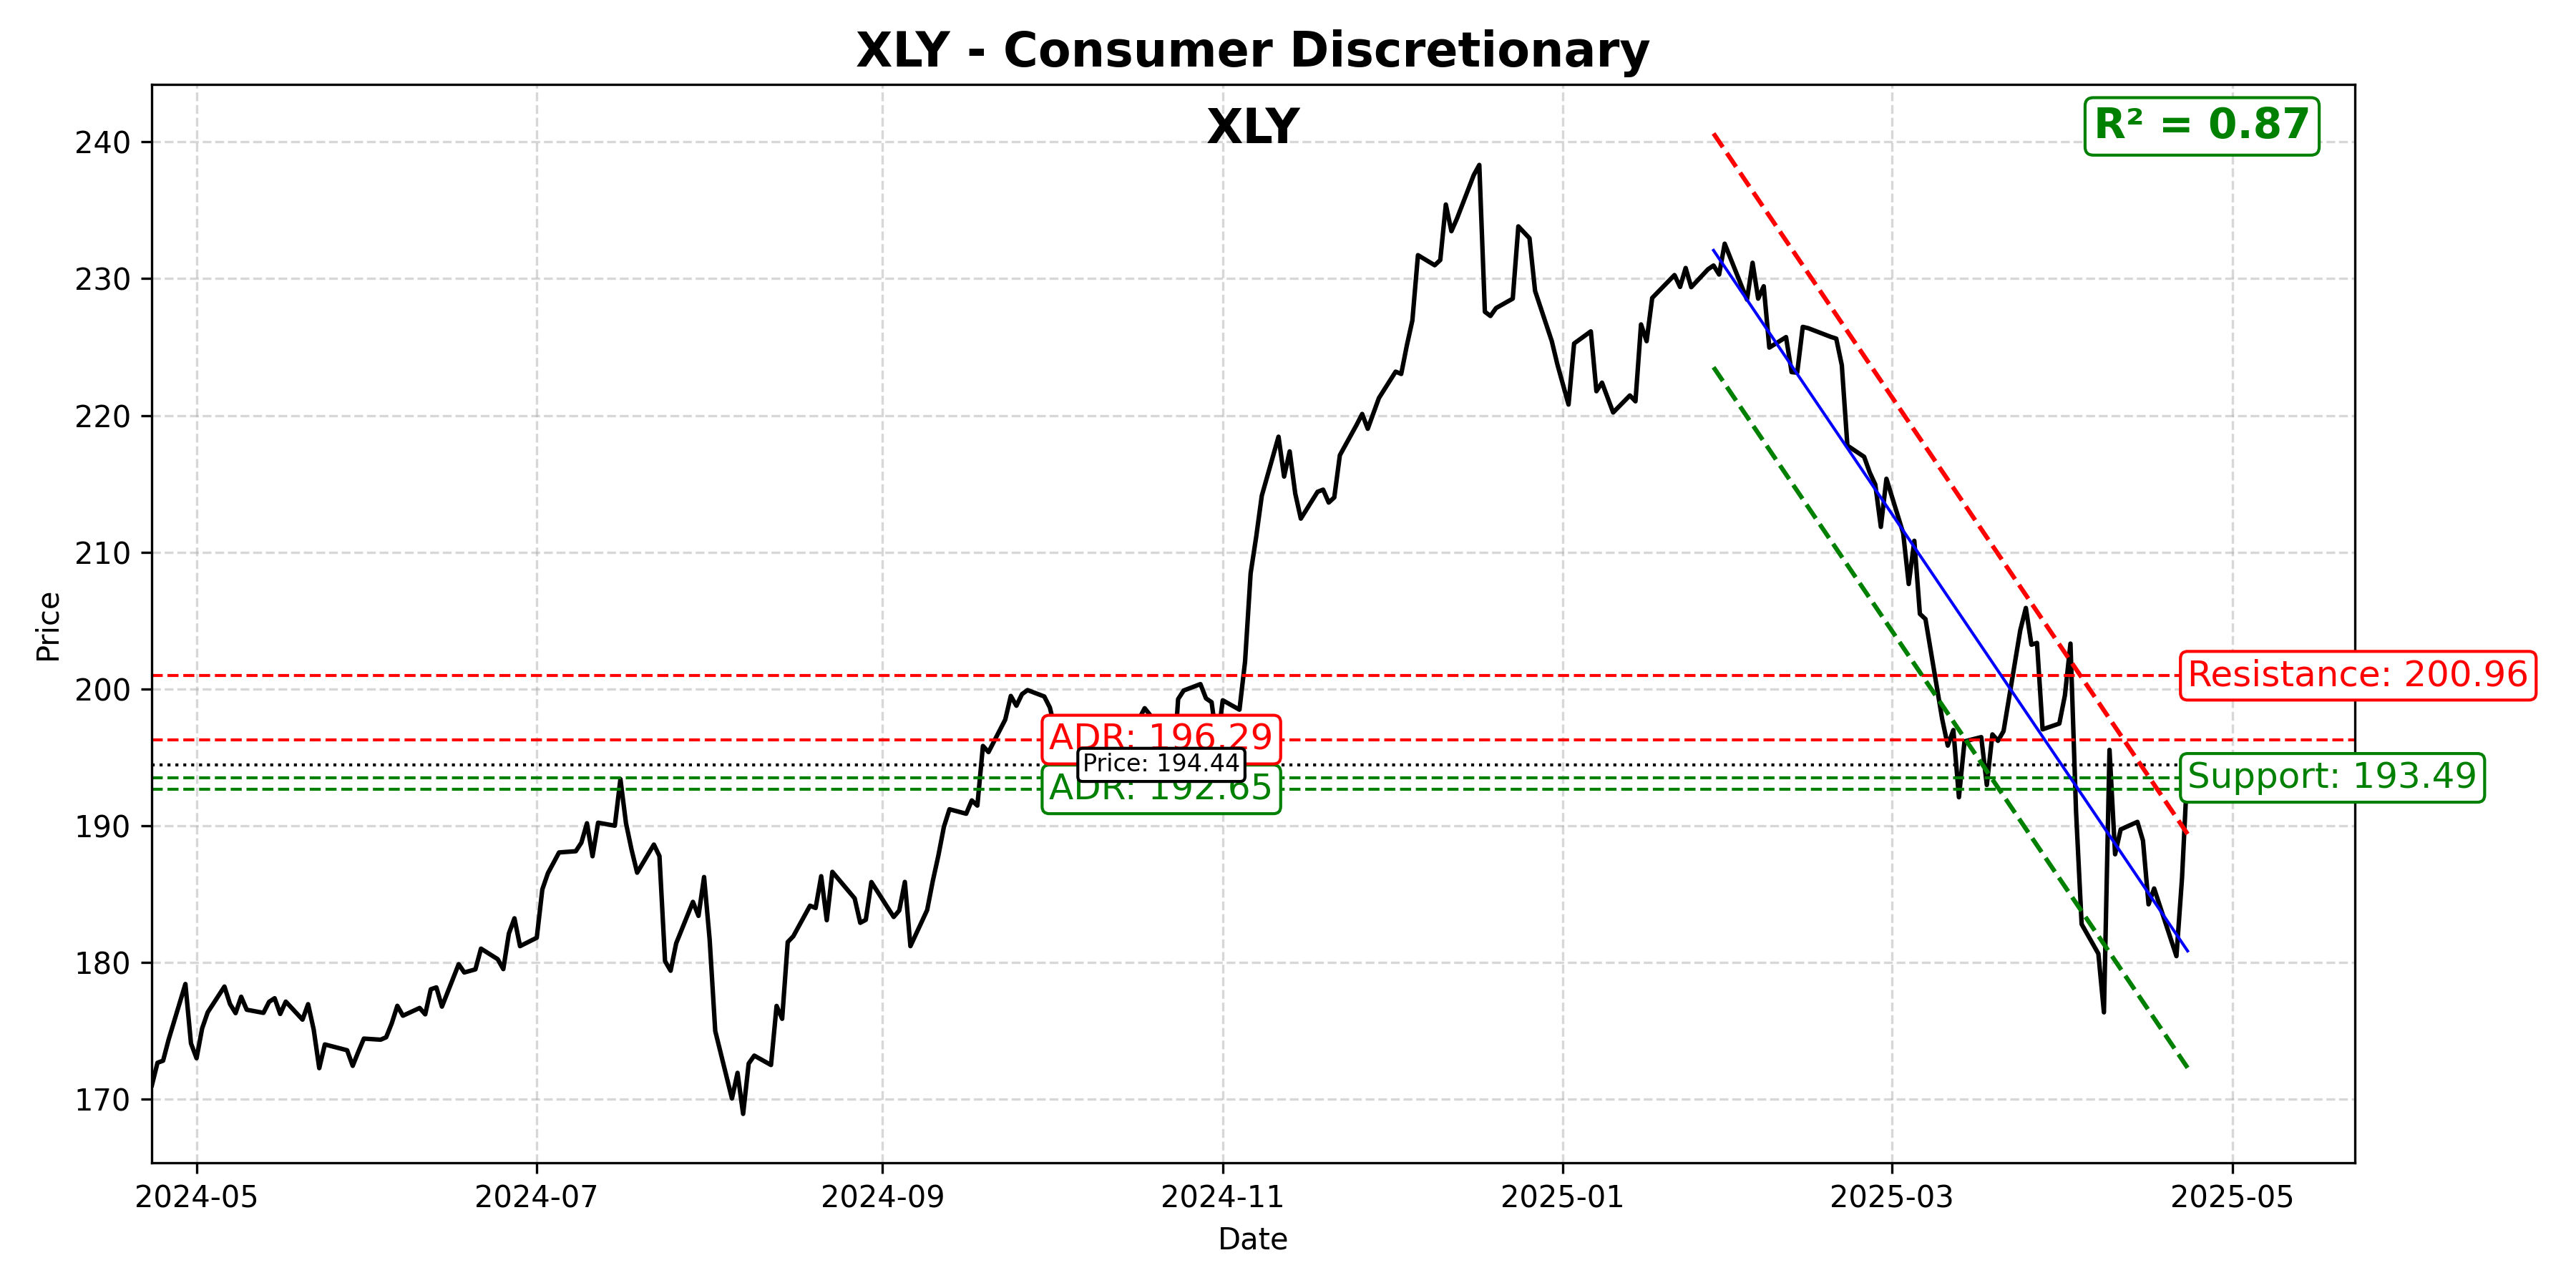 XLY - Consumer Discretionary
XLY
R² = 0.87
240
230
220
210
200
190
180
170
Price
Resistance: 200.96
ADR: 196.29
Price: 194.44
Support: 193.49
ADR: 192.65
2024-05
2024-07
2024-09
2024-11
2025-01
2025-03
2025-05
Date